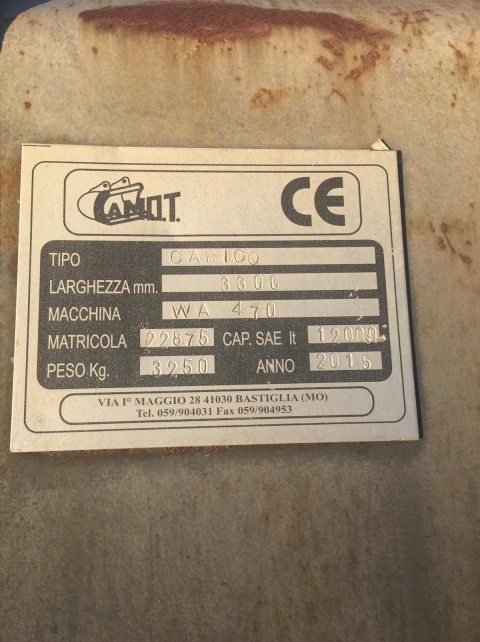 CAM.O.T. CE
TIPO CARICO
LARGHEZZA mm. 3300
MACCHINA WA 470
MATRICOLA 22875 CAP. SAE lt 12000
PESO Kg. 3250 ANNO 2015
VIA I° MAGGIO 28 41030 BASTIGLIA (MO)
Tel. 059/904031 Fax 059/904953